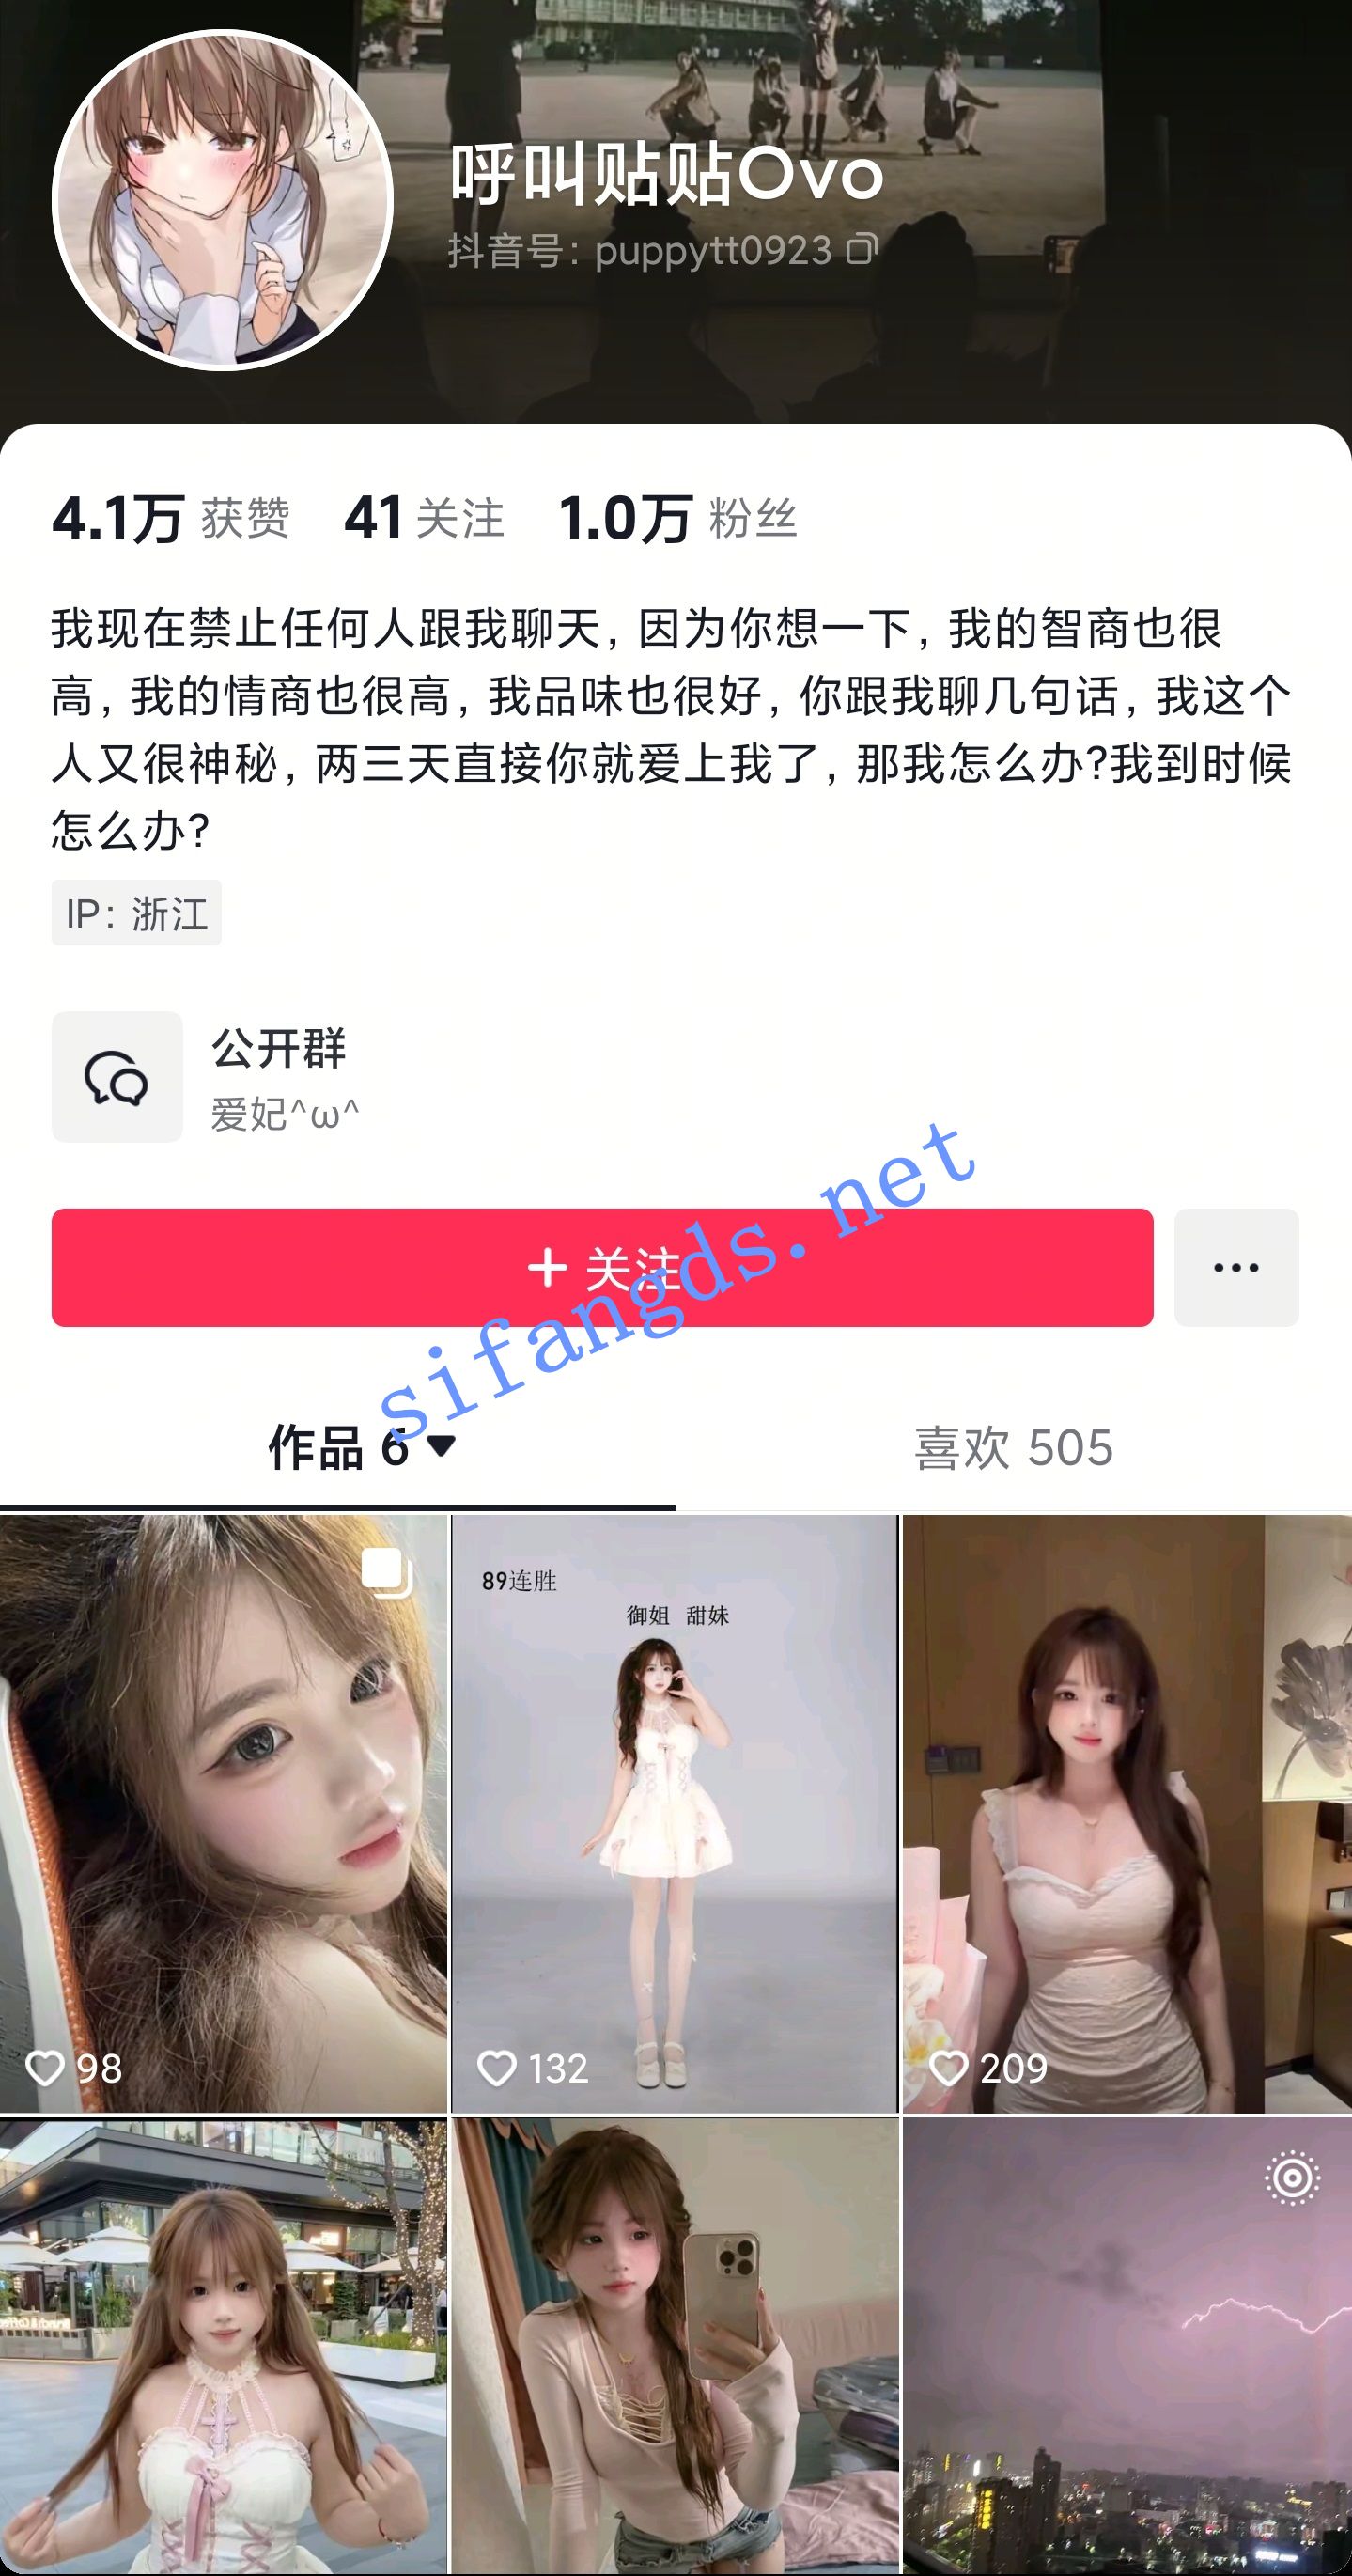 呼叫贴贴Ovo
抖音号: puppytt0923
4.1万 获赞 41 关注 1.0万 粉丝
我现在禁止任何人跟我聊天, 因为你想一下, 我的智商也很
高, 我的情商也很高, 我品味也很好, 你跟我聊几句话, 我这个
人又很神秘, 两三天直接你就爱上我了, 那我怎么办?我到时候
怎么办?
IP: 浙江
公开群
爱妃^ω^
+ 关注
sifangds.net
作品 6
喜欢 505
89连胜
御姐 甜妹
98
132
209